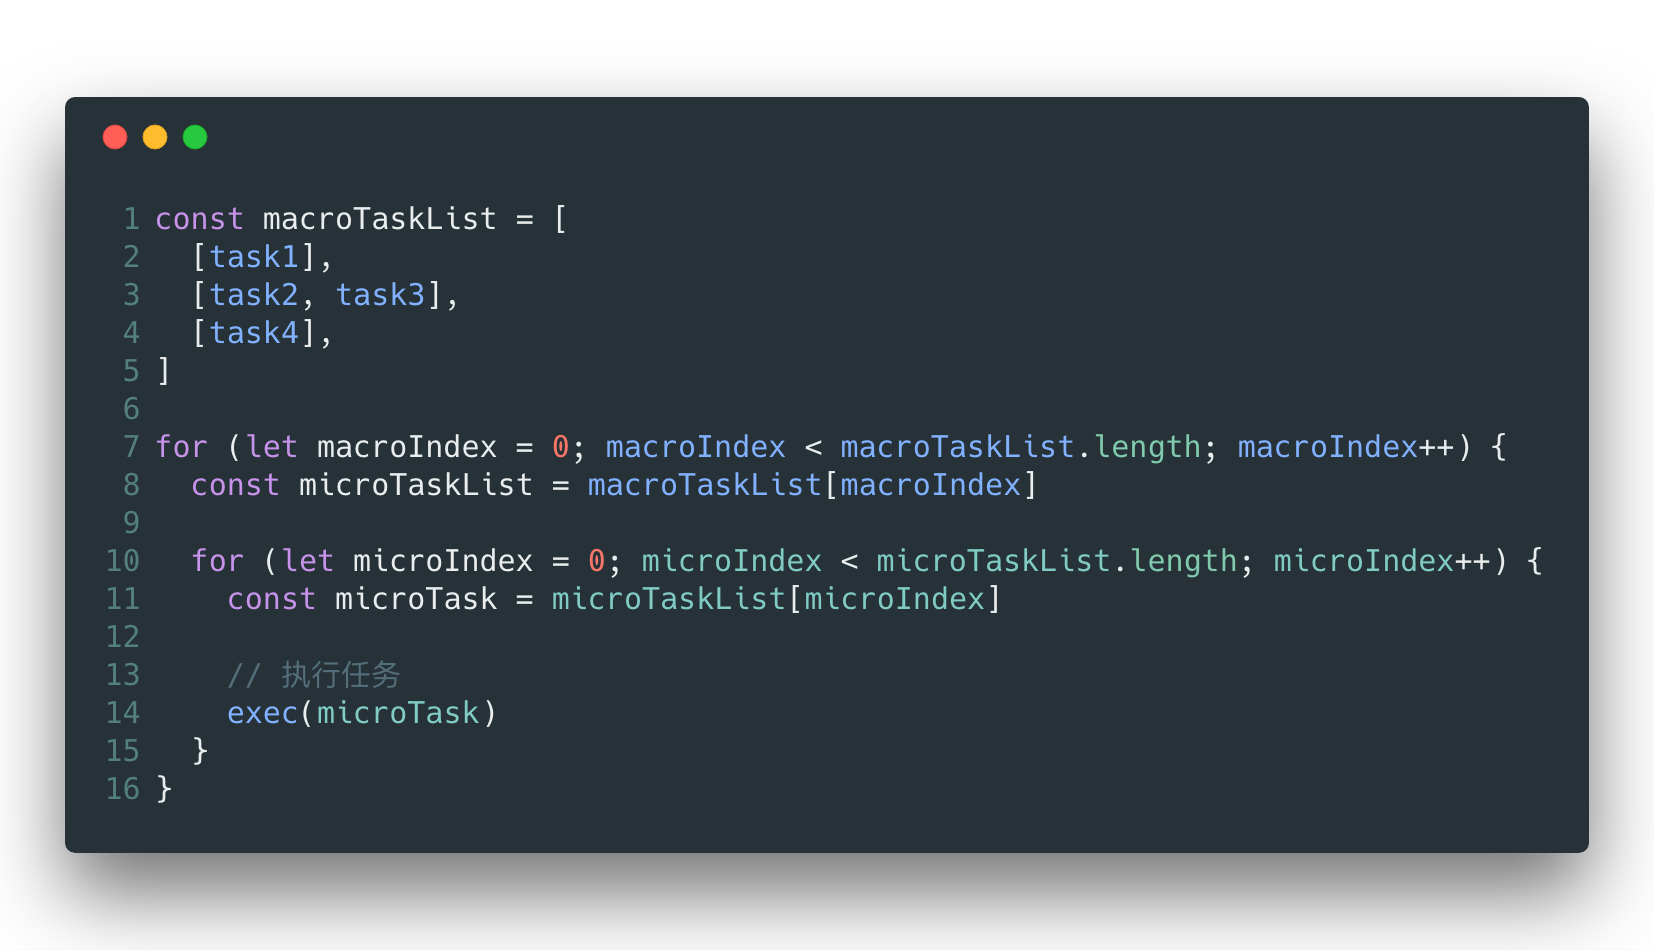 1 const macroTaskList = [
2   [task1],
3   [task2, task3],
4   [task4],
5 ]
6
7 for (let macroIndex = 0; macroIndex < macroTaskList.length; macroIndex++) {
8   const microTaskList = macroTaskList[macroIndex]
9
10   for (let microIndex = 0; microIndex < microTaskList.length; microIndex++) {
11     const microTask = microTaskList[microIndex]
12
13     // 执行任务
14     exec(microTask)
15   }
16 }